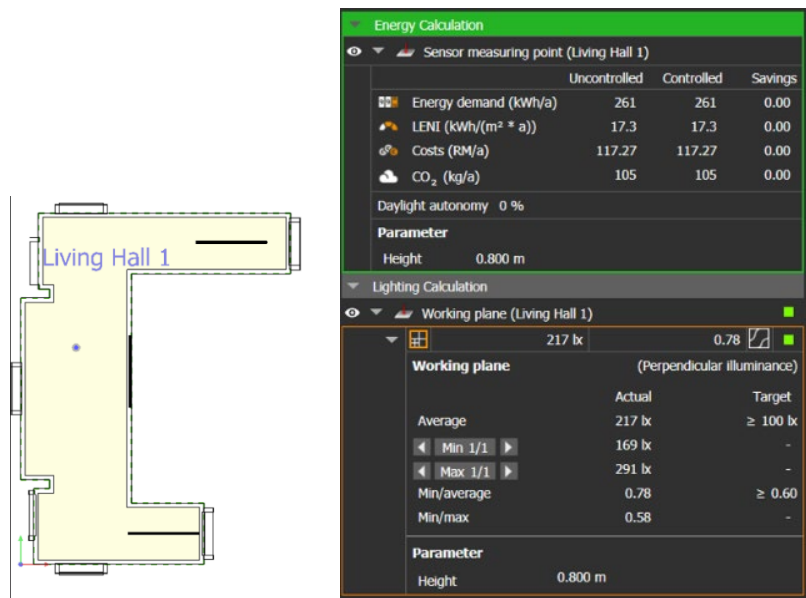 Living Hall 1
Energy Calculation
Sensor measuring point (Living Hall 1)
Uncontrolled Controlled Savings
Energy demand (kWh/a) 261 261 0.00
LENI (kWh/(m² * a)) 17.3 17.3 0.00
Costs (RM/a) 117.27 117.27 0.00
CO₂ (kg/a) 105 105 0.00
Daylight autonomy 0 %
Parameter
Height 0.800 m
Lighting Calculation
Working plane (Living Hall 1)
217 lx 0.78
Working plane (Perpendicular illuminance)
Actual Target
Average 217 lx ≥ 100 lx
Min 1/1 169 lx -
Max 1/1 291 lx -
Min/average 0.78 ≥ 0.60
Min/max 0.58 -
Parameter
Height 0.800 m